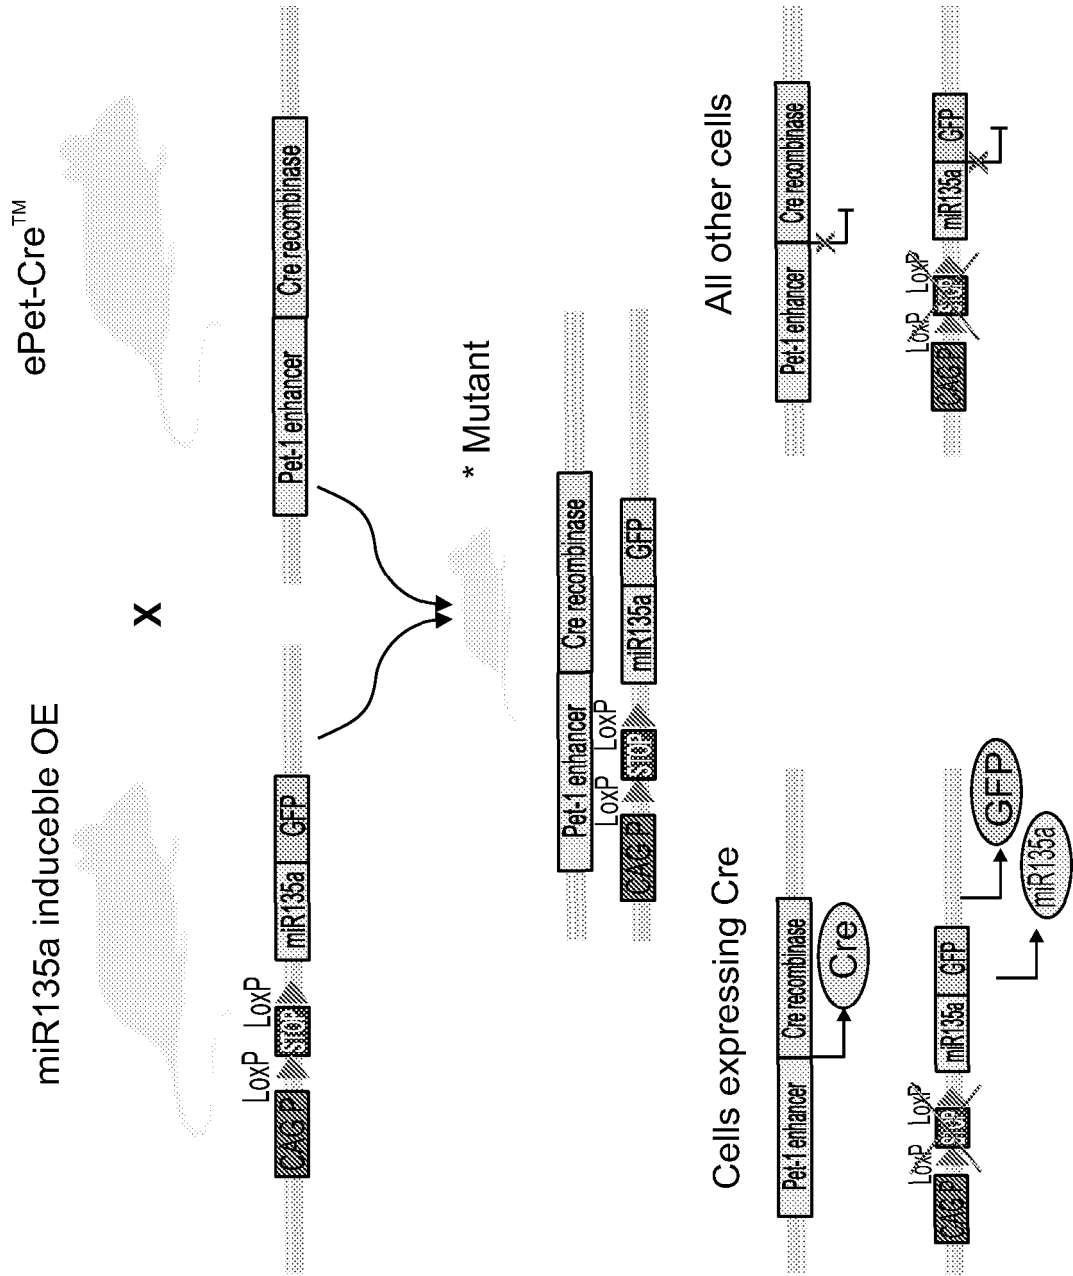 miR135a induceble OE
X
ePet-Cre™
LoxP
LoxP
CAG P
STOP
miR135a
GFP
Pet-1 enhancer
Cre recombinase
* Mutant
Pet-1 enhancer
Cre recombinase
LoxP
LoxP
CAG P
STOP
miR135a
GFP
Cells expressing Cre
Pet-1 enhancer
Cre recombinase
Cre
LoxP
LoxP
CAG P
STOP
miR135a
GFP
GFP
miR135a
All other cells
Pet-1 enhancer
Cre recombinase
LoxP
LoxP
CAG P
STOP
miR135a
GFP